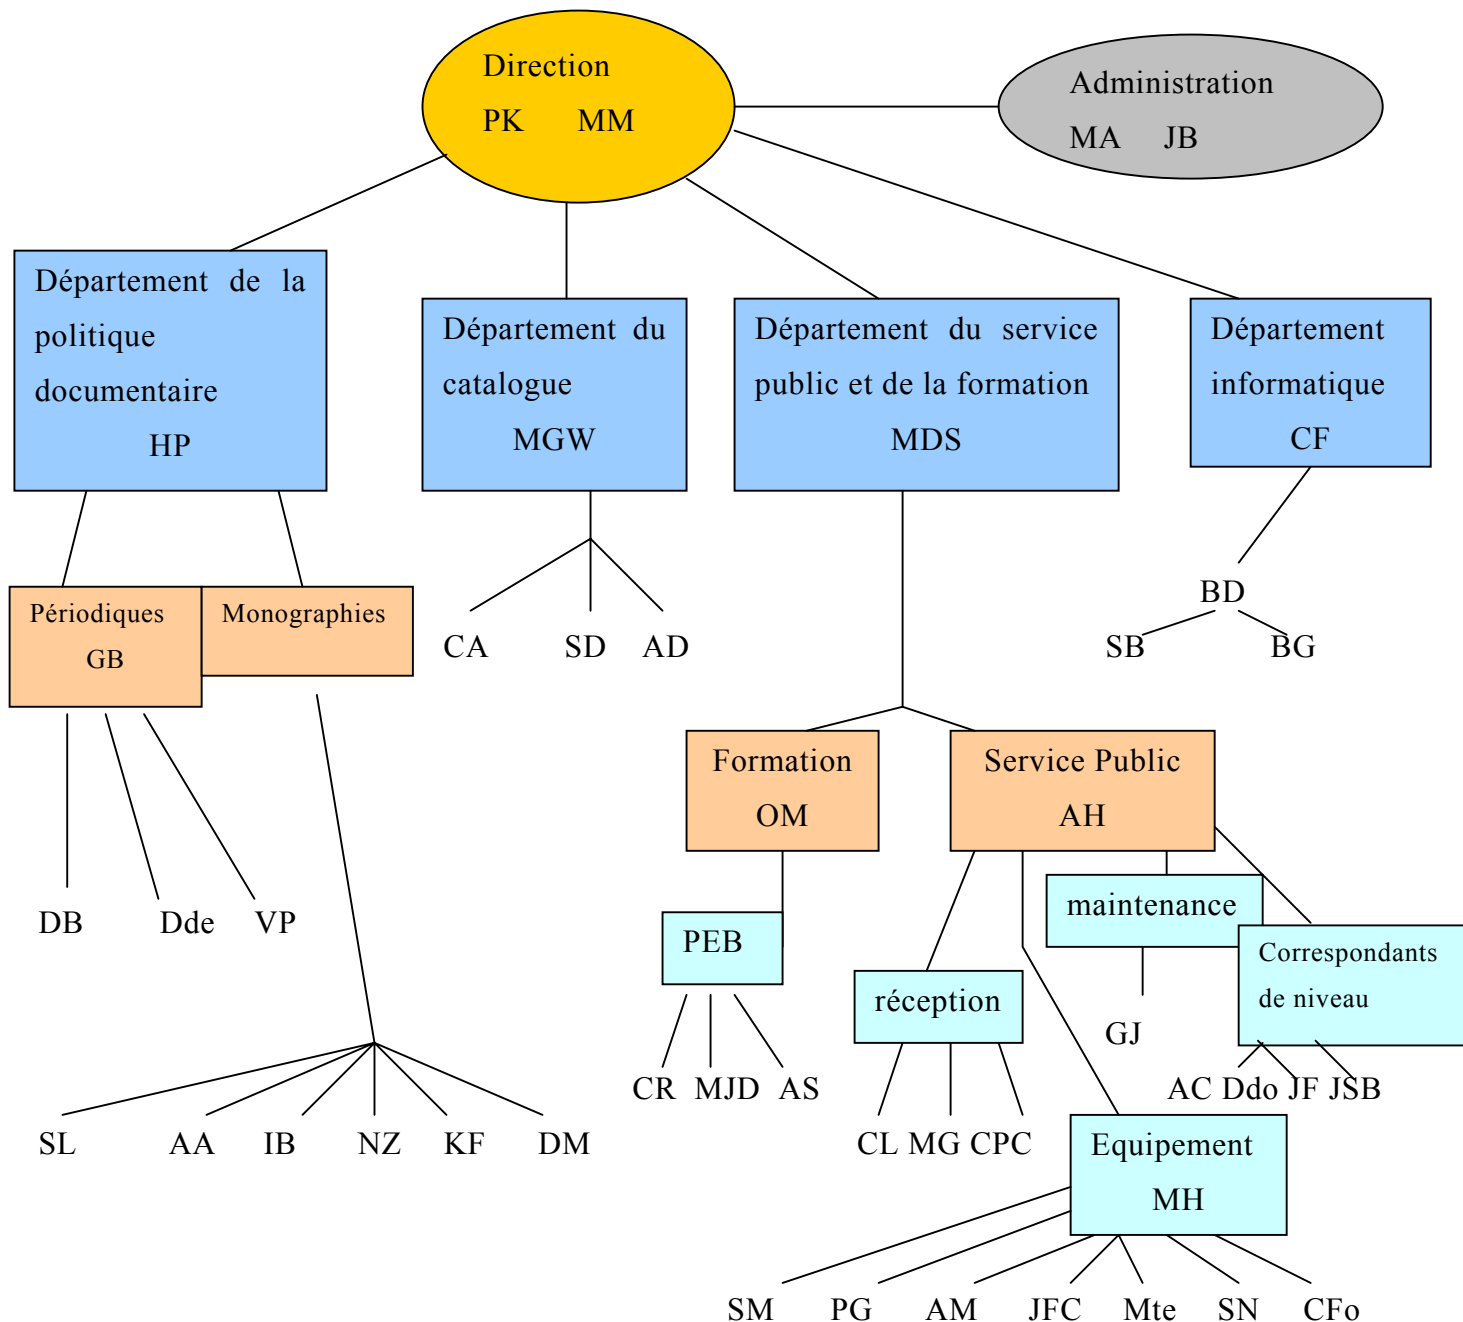 Direction
PK MM
Administration
MA JB
Département de la
politique
documentaire
HP
Département du
catalogue
MGW
Département du service
public et de la formation
MDS
Département
informatique
CF
Périodiques
GB
Monographies
CA SD AD
BD
SB BG
Formation
OM
Service Public
AH
DB Dde VP
PEB
maintenance
Correspondants
de niveau
réception
GJ
CR MJD AS
AC Ddo JF JSB
SL AA IB NZ KF DM
CL MG CPC
Equipement
MH
SM PG AM JFC Mte SN CFo